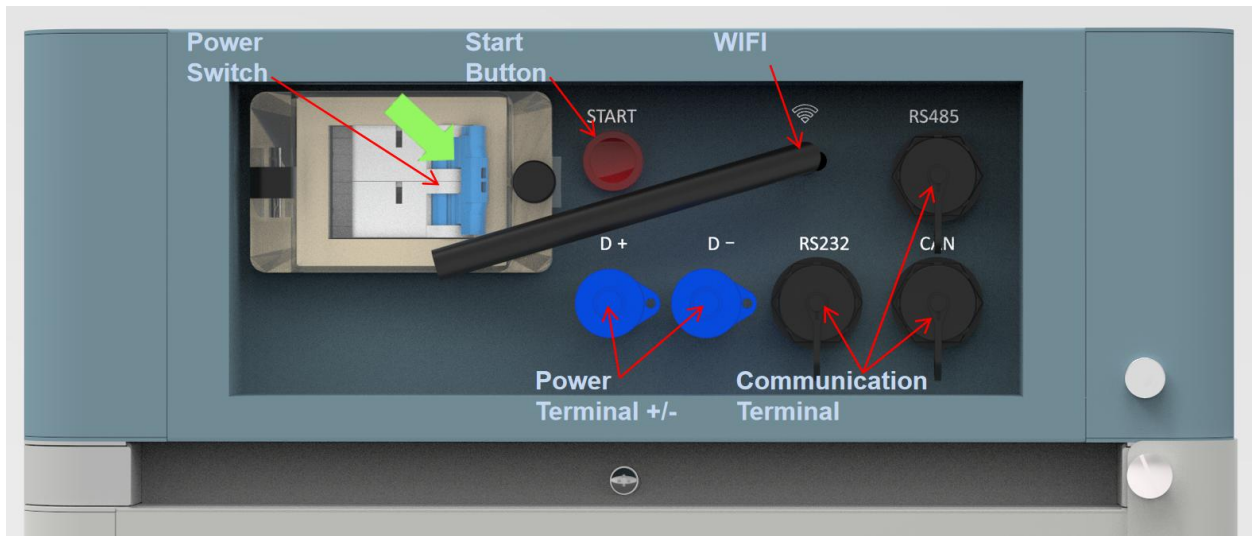 Power
Switch
Start
Button
WIFI
START
RS485
D +
D −
RS232
CAN
Power
Terminal +/-
Communication
Terminal